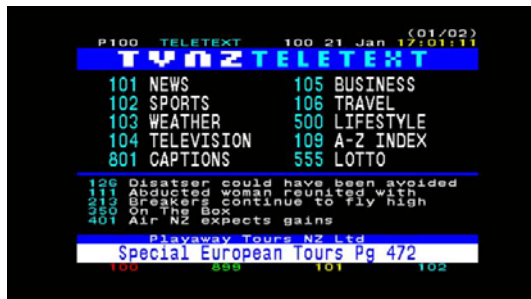 (01/02)
P100 TELETEXT 100 21 Jan 17:01:11
TVNZ TELETEXT
101 NEWS 105 BUSINESS
102 SPORTS 106 TRAVEL
103 WEATHER 500 LIFESTYLE
104 TELEVISION 109 A-Z INDEX
801 CAPTIONS 555 LOTTO
126 Disatser could have been avoided
111 Abducted woman reunited with
213 Breakers continue to fly high
350 On The Box
401 Air NZ expects gains
Playaway Tours NZ Ltd
Special European Tours Pg 472
100 899 101 102